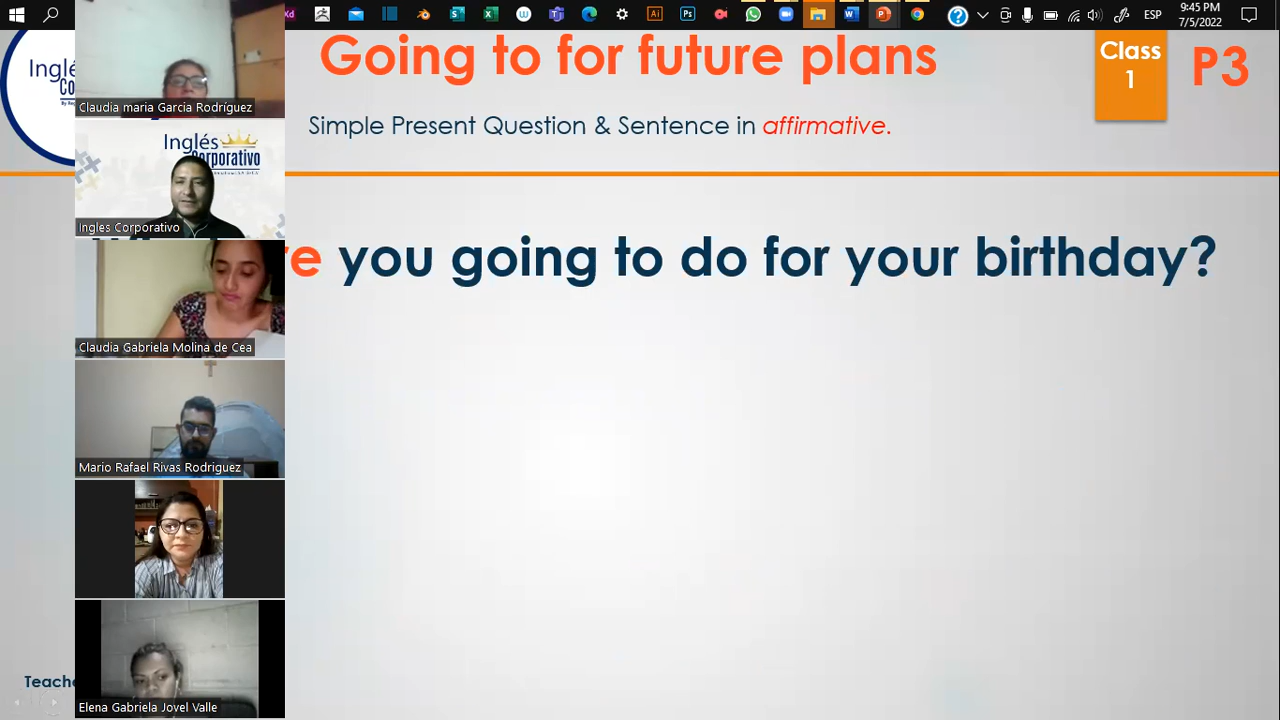 9:45 PM
ESP
7/5/2022
Going to for future plans
Class
1
P3
Simple Present Question & Sentence in affirmative.
Claudia maria Garcia Rodríguez
Inglés
Corporativo
Ingles Corporativo
you going to do for your birthday?
Claudia Gabriela Molina de Cea
Mario Rafael Rivas Rodriguez
Elena Gabriela Jovel Valle